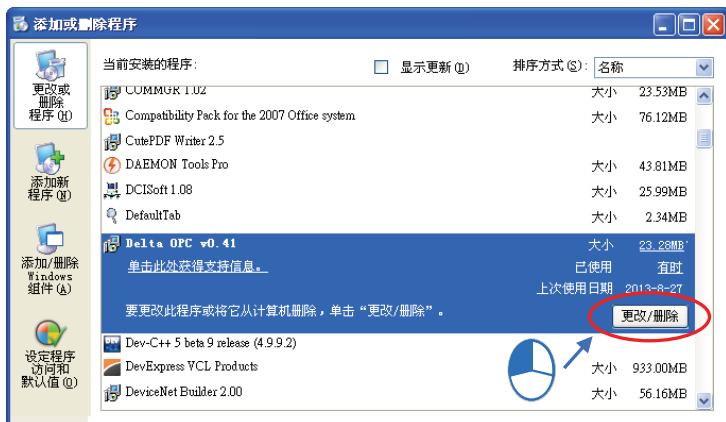 添加或删除程序
更改或
删除
程序(H)
添加新
程序(N)
添加/删除
Windows
组件(A)
设定程序
访问和
默认值(O)
当前安装的程序:
显示更新(D)
排序方式(S): 名称
COMMGR 1.02 大小 23.53MB
Compatibility Pack for the 2007 Office system 大小 76.12MB
CutePDF Writer 2.5
DAEMON Tools Pro 大小 43.81MB
DCISoft 1.08 大小 25.99MB
DefaultTab 大小 2.34MB
Delta OPC v0.41 大小 23.28MB
单击此处获得支持信息。 已使用 有时
上次使用日期 2013-8-27
要更改此程序或将它从计算机删除，单击“更改/删除”。 更改/删除
Dev-C++ 5 beta 9 release (4.9.9.2)
DevExpress VCL Products 大小 933.00MB
DeviceNet Builder 2.00 大小 56.16MB